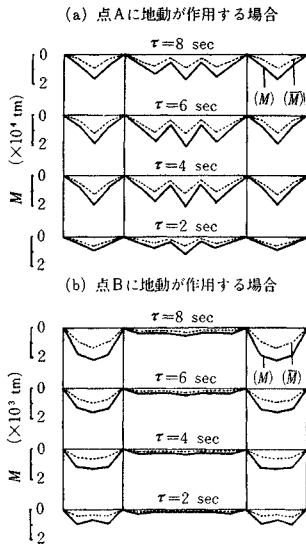 (a) 点Aに地動が作用する場合
τ=8 sec
0
2
(M) (M̄)
τ=6 sec
0
2
τ=4 sec
0
2
τ=2 sec
0
2
M (×10⁴ tm)
(b) 点Bに地動が作用する場合
τ=8 sec
0
2
(M) (M̄)
τ=6 sec
0
2
τ=4 sec
0
2
τ=2 sec
0
2
M (×10³ tm)